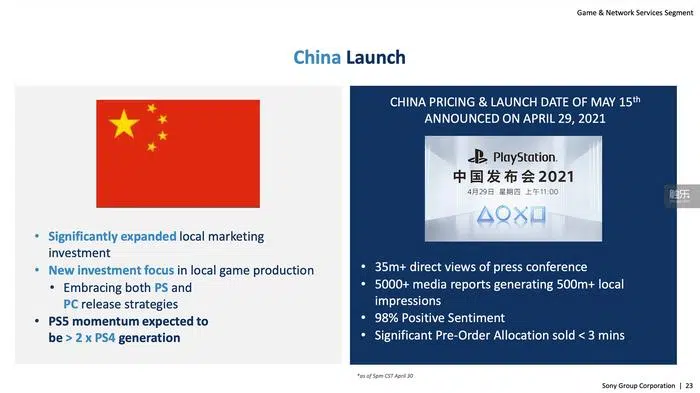 Game & Network Services Segment
China Launch
Significantly expanded local marketing
investment
New investment focus in local game production
Embracing both PS and
PC release strategies
PS5 momentum expected to
be > 2 x PS4 generation
CHINA PRICING & LAUNCH DATE OF MAY 15th
ANNOUNCED ON APRIL 29, 2021
PlayStation.
中国发布会2021
4月29日 星期四 上午11:00
35m+ direct views of press conference
5000+ media reports generating 500m+ local
impressions
98% Positive Sentiment
Significant Pre-Order Allocation sold < 3 mins
触乐
*as of 5pm CST April 30
Sony Group Corporation | 23